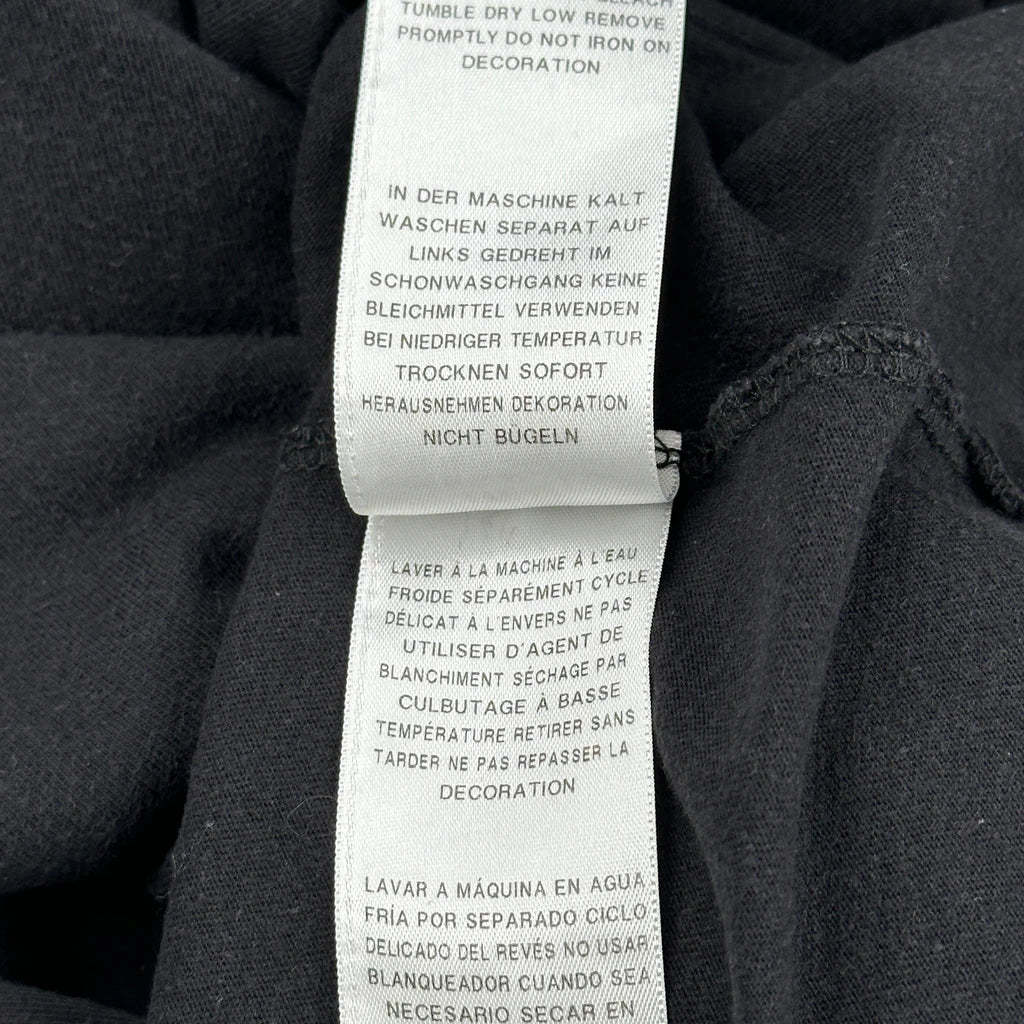 BLEACH
TUMBLE DRY LOW REMOVE
PROMPTLY DO NOT IRON ON
DECORATION
IN DER MASCHINE KALT
WASCHEN SEPARAT AUF
LINKS GEDREHT IM
SCHONWASCHGANG KEINE
BLEICHMITTEL VERWENDEN
BEI NIEDRIGER TEMPERATUR
TROCKNEN SOFORT
HERAUSNEHMEN DEKORATION
NICHT BÜGELN
LAVER À LA MACHINE À L'EAU
FROIDE SÉPARÉMENT CYCLE
DÉLICAT À L'ENVERS NE PAS
UTILISER D'AGENT DE
BLANCHIMENT SÉCHAGE PAR
CULBUTAGE À BASSE
TEMPÉRATURE RETIRER SANS
TARDER NE PAS REPASSER LA
DECORATION
LAVAR A MÁQUINA EN AGUA
FRÍA POR SEPARADO CICLO
DELICADO DEL REVÉS NO USAR
BLANQUEADOR CUANDO SEA
NECESARIO SECAR EN